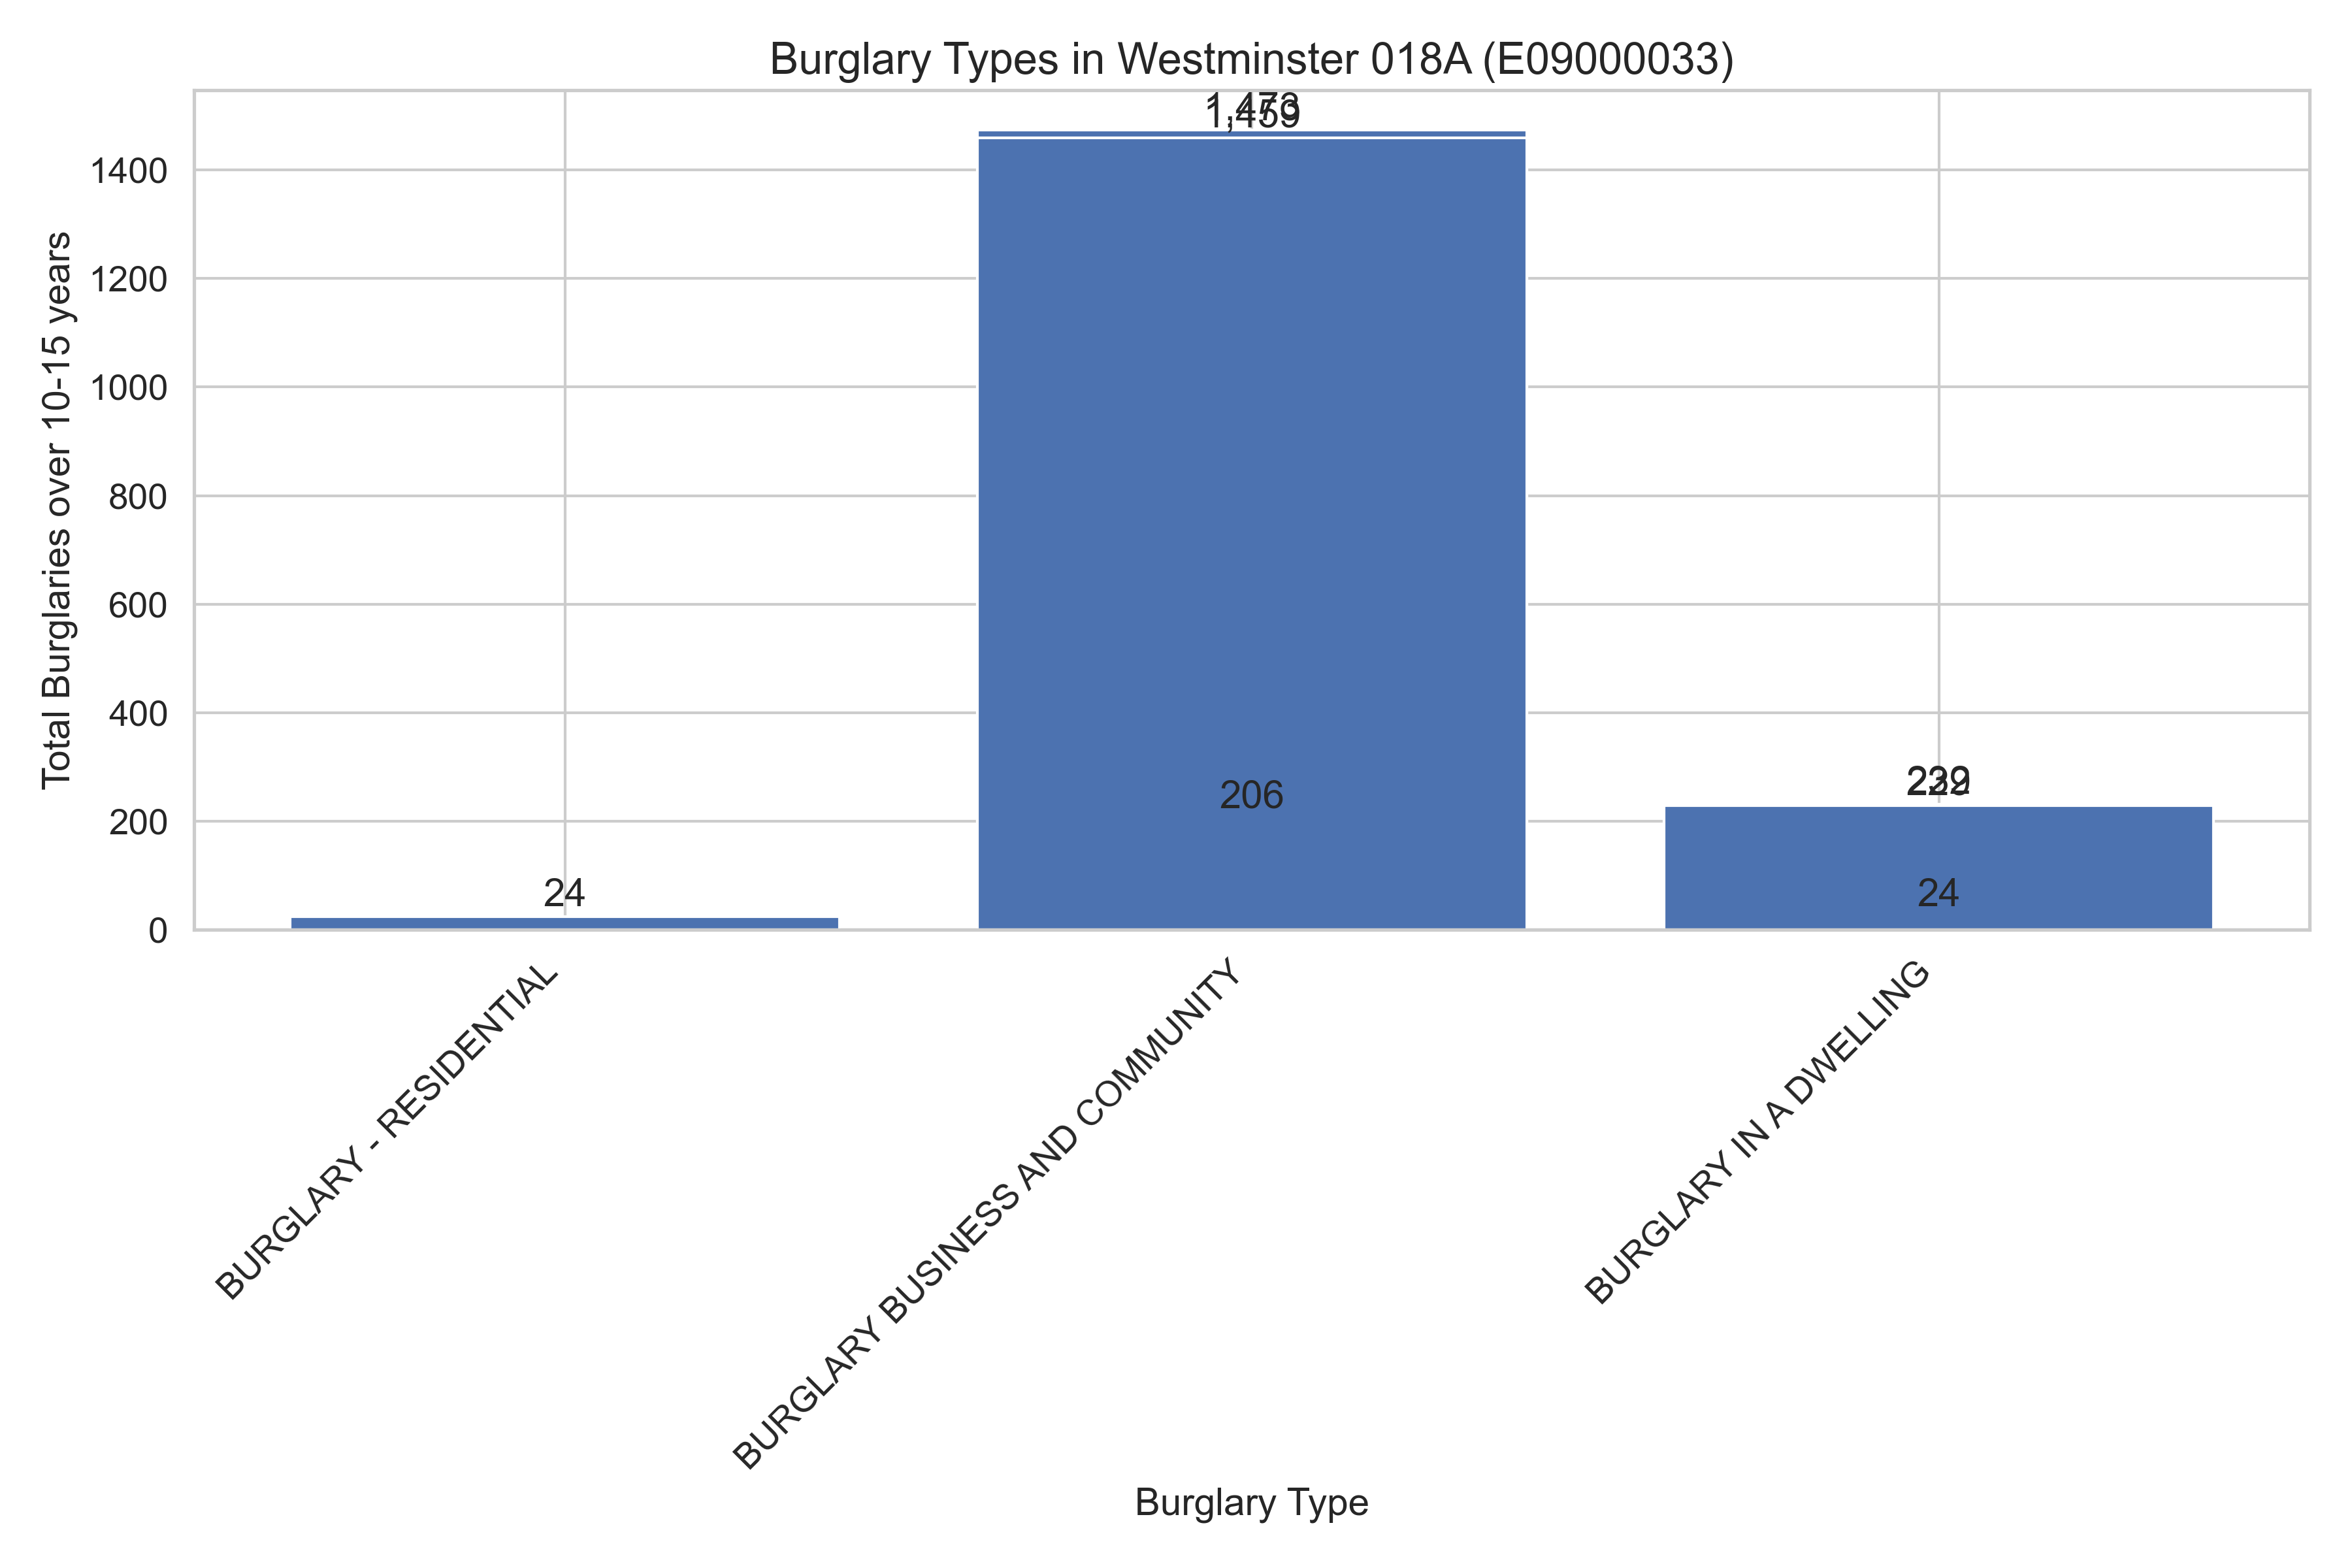 Burglary Types in Westminster 018A (E09000033)
Total Burglaries over 10-15 years
1400
1200
1000
800
600
400
200
0
24
206
24
BURGLARY - RESIDENTIAL
BURGLARY BUSINESS AND COMMUNITY
BURGLARY IN A DWELLING
Burglary Type